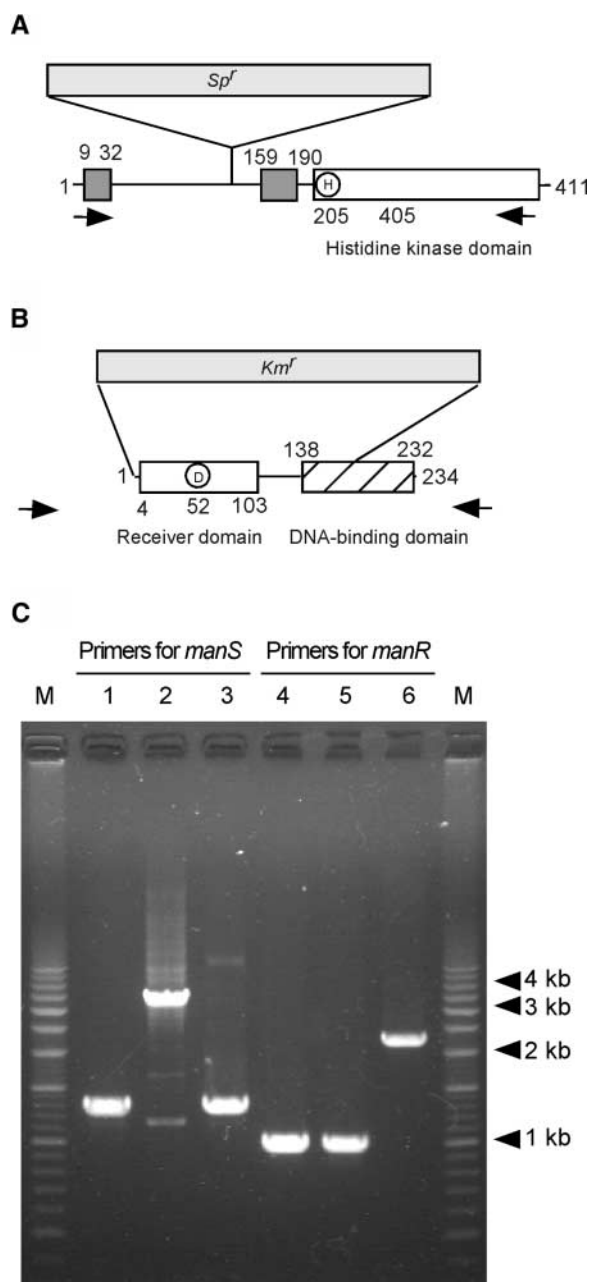 A
Spr
9 32
159 190
1
H
411
205 405
Histidine kinase domain
B
Kmr
138 232
1
D
234
4 52 103
Receiver domain DNA-binding domain
C
Primers for manS Primers for manR
M 1 2 3 4 5 6 M
4 kb
3 kb
2 kb
1 kb